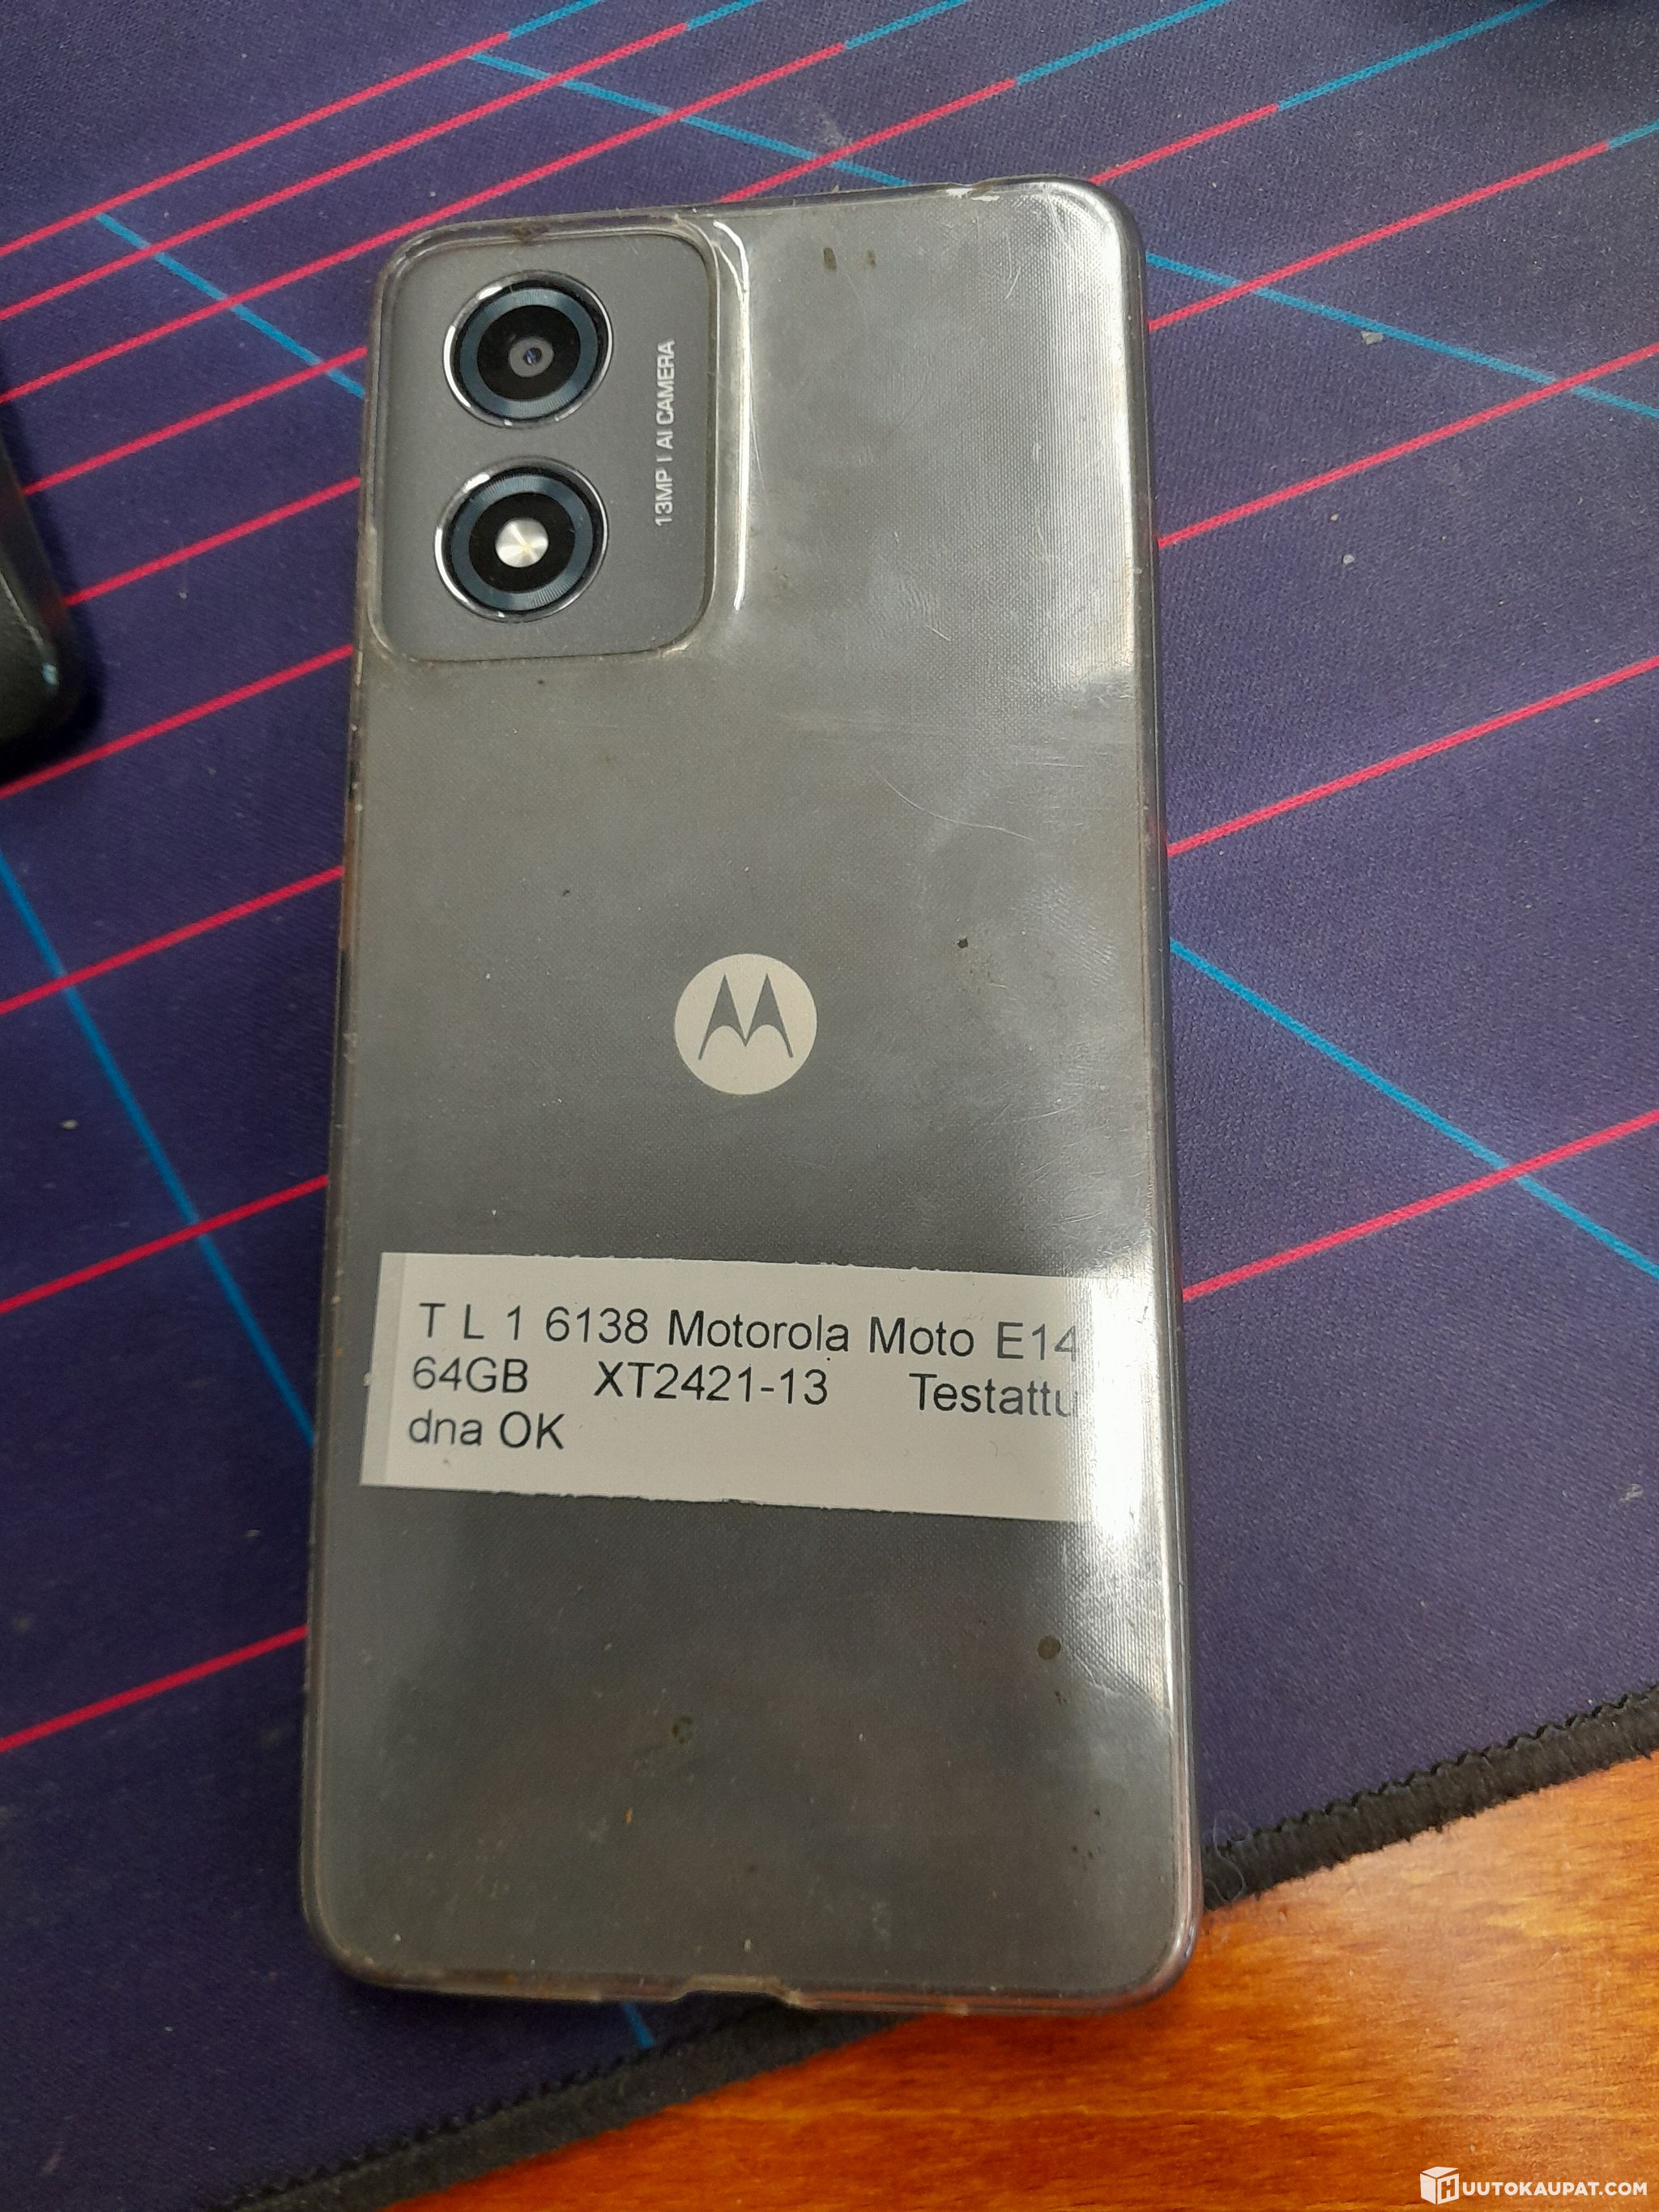 13MP | AI CAMERA
T L 1 6138 Motorola Moto E14
64GB XT2421-13 Testattu
dna OK
HUUTOKAUPAT.COM